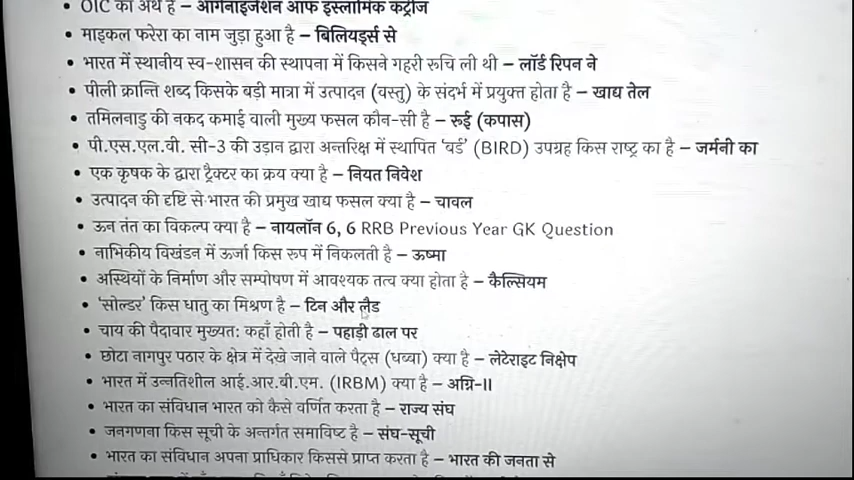 • OIC का अर्थ है – ऑर्गेनाइजेशन ऑफ इस्लामिक कंट्रीज
• माइकल फरेरा का नाम जुड़ा हुआ है – बिलियर्ड्स से
• भारत में स्थानीय स्व-शासन की स्थापना में किसने गहरी रुचि ली थी – लॉर्ड रिपन ने
• पीली क्रान्ति शब्द किसके बड़ी मात्रा में उत्पादन (वस्तु) के संदर्भ में प्रयुक्त होता है – खाद्य तेल
• तमिलनाडु की नकद कमाई वाली मुख्य फसल कौन-सी है – रुई (कपास)
• पी.एस.एल.वी. सी-3 की उड़ान द्वारा अन्तरिक्ष में स्थापित 'बर्ड' (BIRD) उपग्रह किस राष्ट्र का है – जर्मनी का
• एक कृषक के द्वारा ट्रैक्टर का क्रय क्या है – नियत निवेश
• उत्पादन की दृष्टि से भारत की प्रमुख खाद्य फसल क्या है – चावल
• ऊन तंत का विकल्प क्या है – नायलॉन 6, 6 RRB Previous Year GK Question
• नाभिकीय विखंडन में ऊर्जा किस रूप में निकलती है – ऊष्मा
• अस्थियों के निर्माण और सम्पोषण में आवश्यक तत्व क्या होता है – कैल्सियम
• 'सोल्डर' किस धातु का मिश्रण है – टिन और लैड
• चाय की पैदावार मुख्यत: कहाँ होती है – पहाड़ी ढाल पर
• छोटा नागपुर पठार के क्षेत्र में देखे जाने वाले पैट्स (धब्बा) क्या है – लेटेराइट निक्षेप
• भारत में उन्नतिशील आई.आर.बी.एम. (IRBM) क्या है – अग्नि-II
• भारत का संविधान भारत को कैसे वर्णित करता है – राज्य संघ
• जनगणना किस सूची के अन्तर्गत समाविष्ट है – संघ-सूची
• भारत का संविधान अपना प्राधिकार किससे प्राप्त करता है – भारत की जनता से